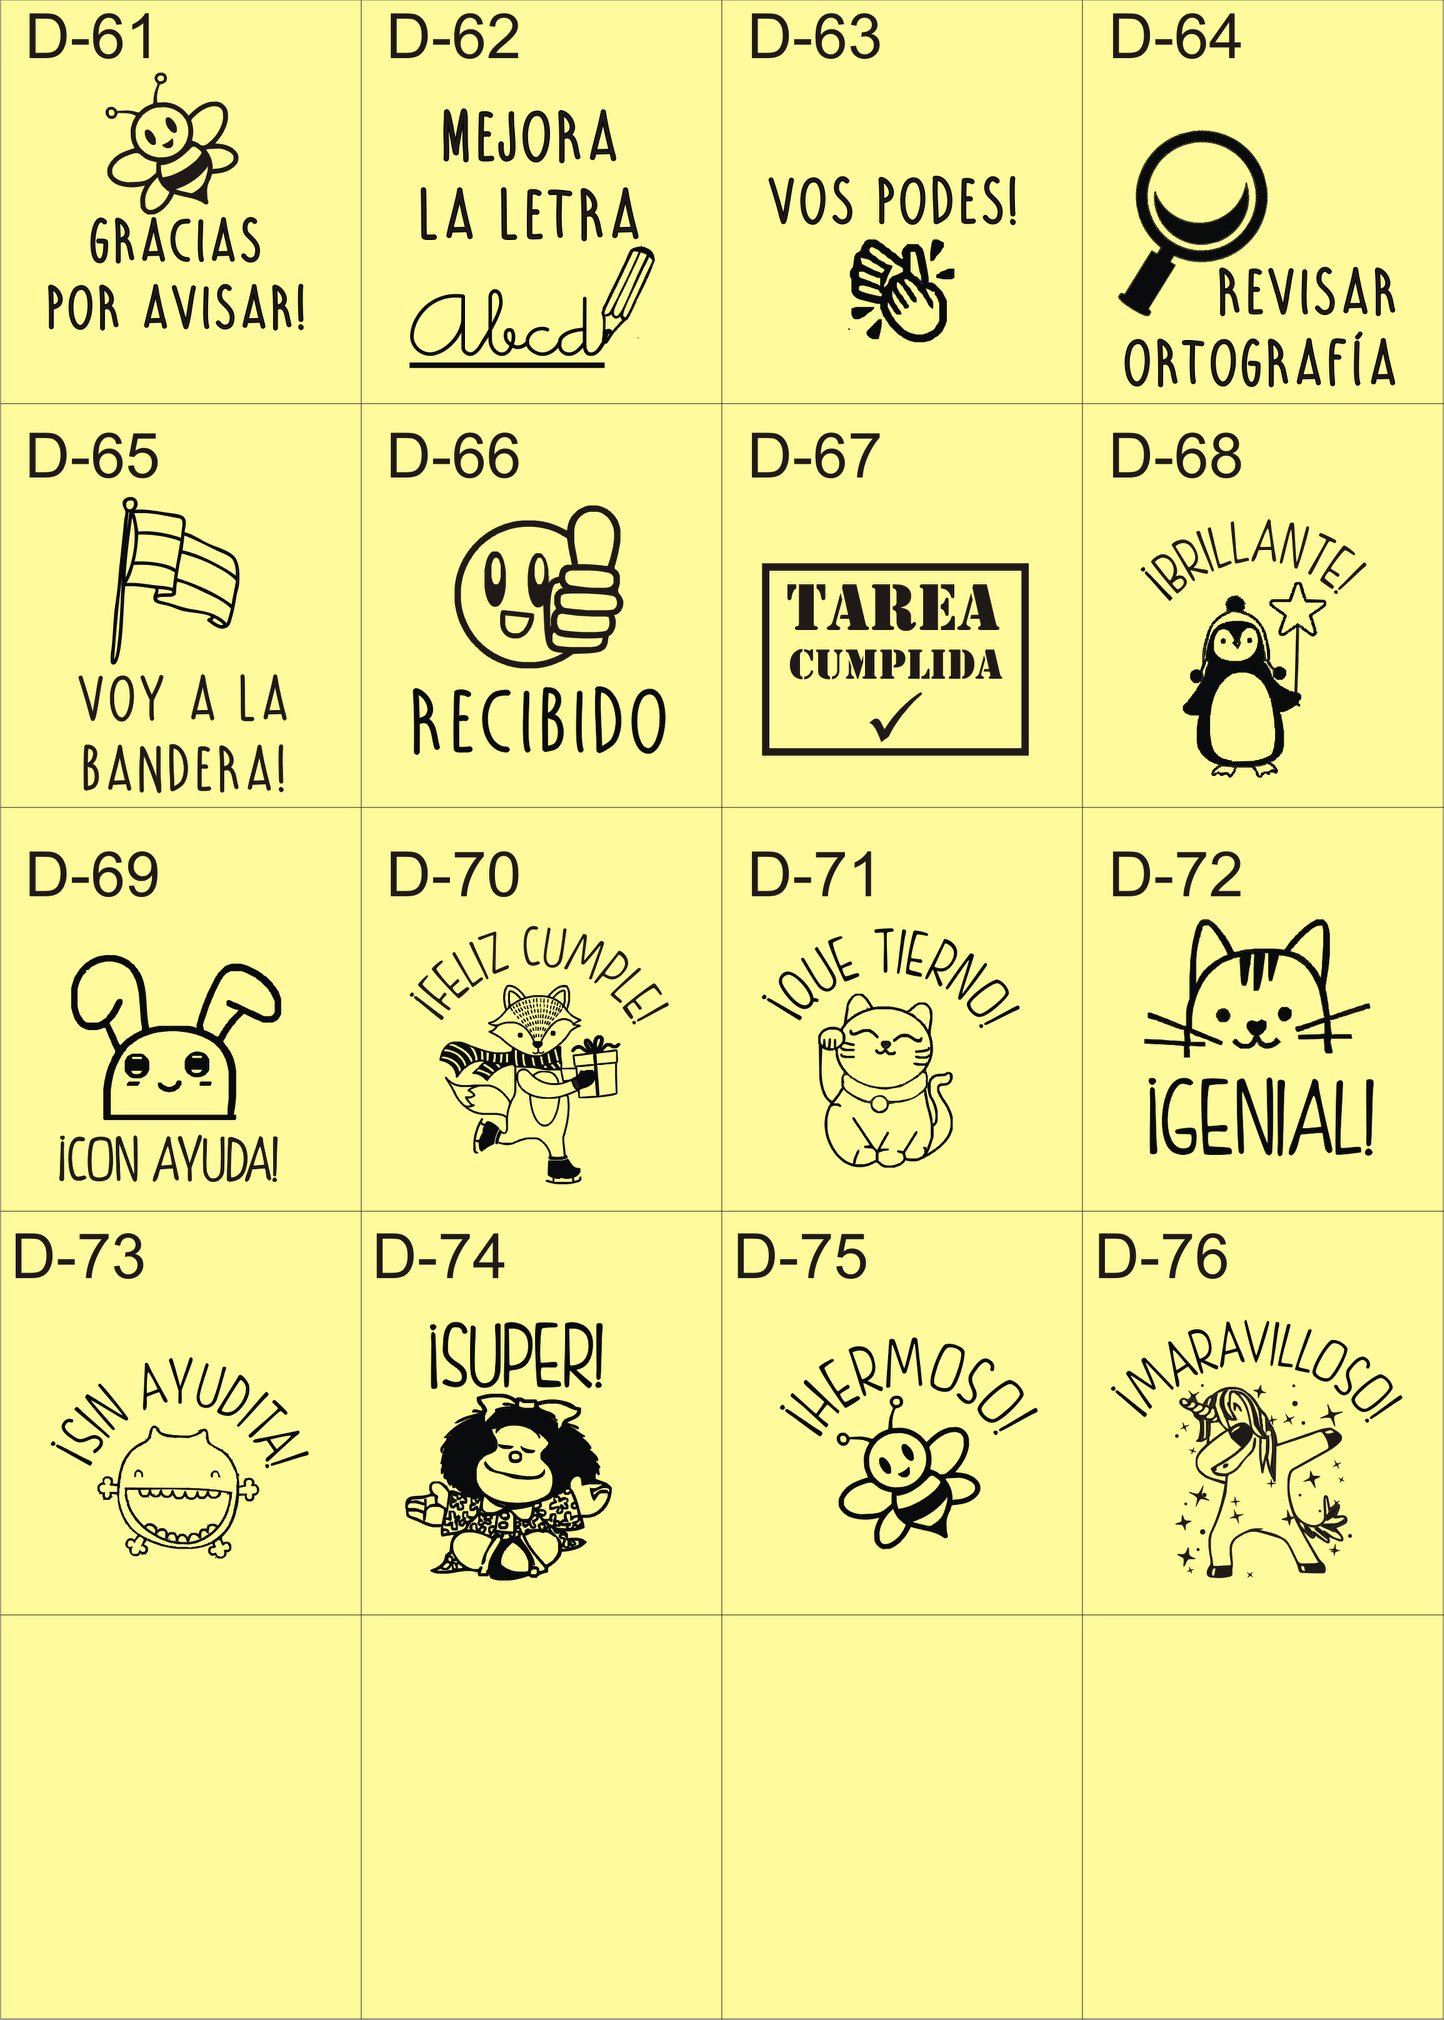 D-61
GRACIAS
POR AVISAR!
D-62
MEJORA
LA LETRA
Abcd
D-63
VOS PODES!
D-64
REVISAR
ORTOGRAFÍA
D-65
VOY A LA
BANDERA!
D-66
RECIBIDO
D-67
TAREA
CUMPLIDA
D-68
¡BRILLANTE!
D-69
¡CON AYUDA!
D-70
¡FELIZ CUMPLE!
D-71
¡QUE TIERNO!
D-72
¡GENIAL!
D-73
¡SIN AYUDITA!
D-74
¡SUPER!
D-75
¡HERMOSO!
D-76
¡MARAVILLOSO!